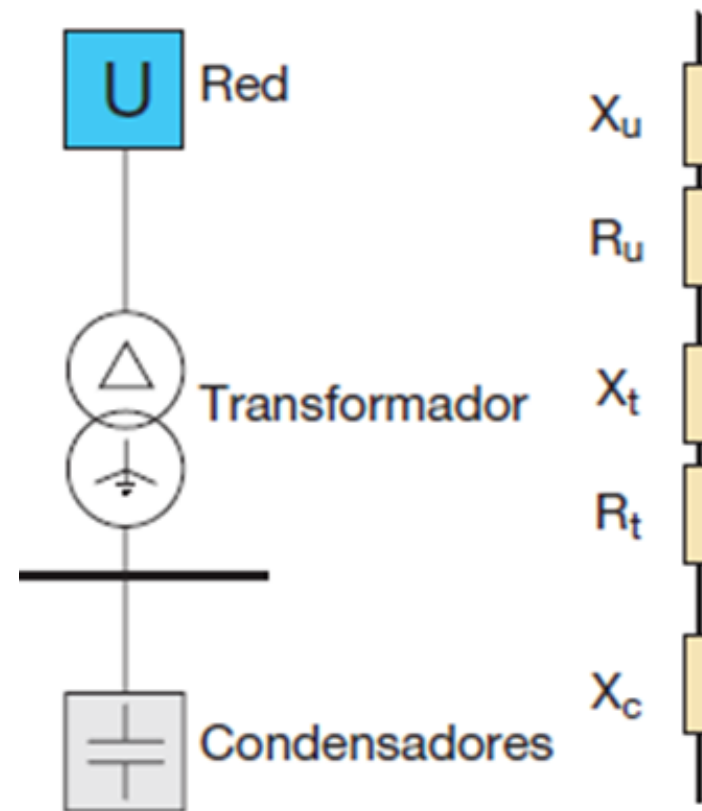 U
Red
Transformador
Condensadores
Xu
Ru
Xt
Rt
Xc